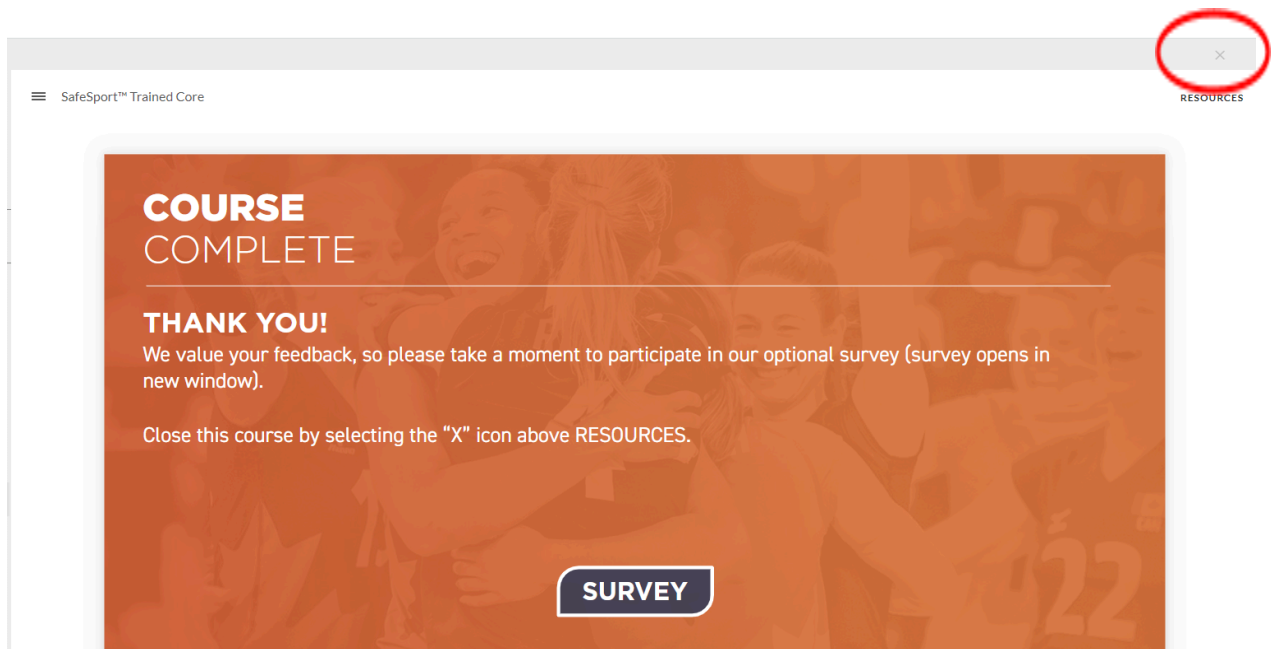 ×
SafeSport™ Trained Core
RESOURCES
COURSE
COMPLETE
THANK YOU!
We value your feedback, so please take a moment to participate in our optional survey (survey opens in
new window).
Close this course by selecting the “X” icon above RESOURCES.
SURVEY
22